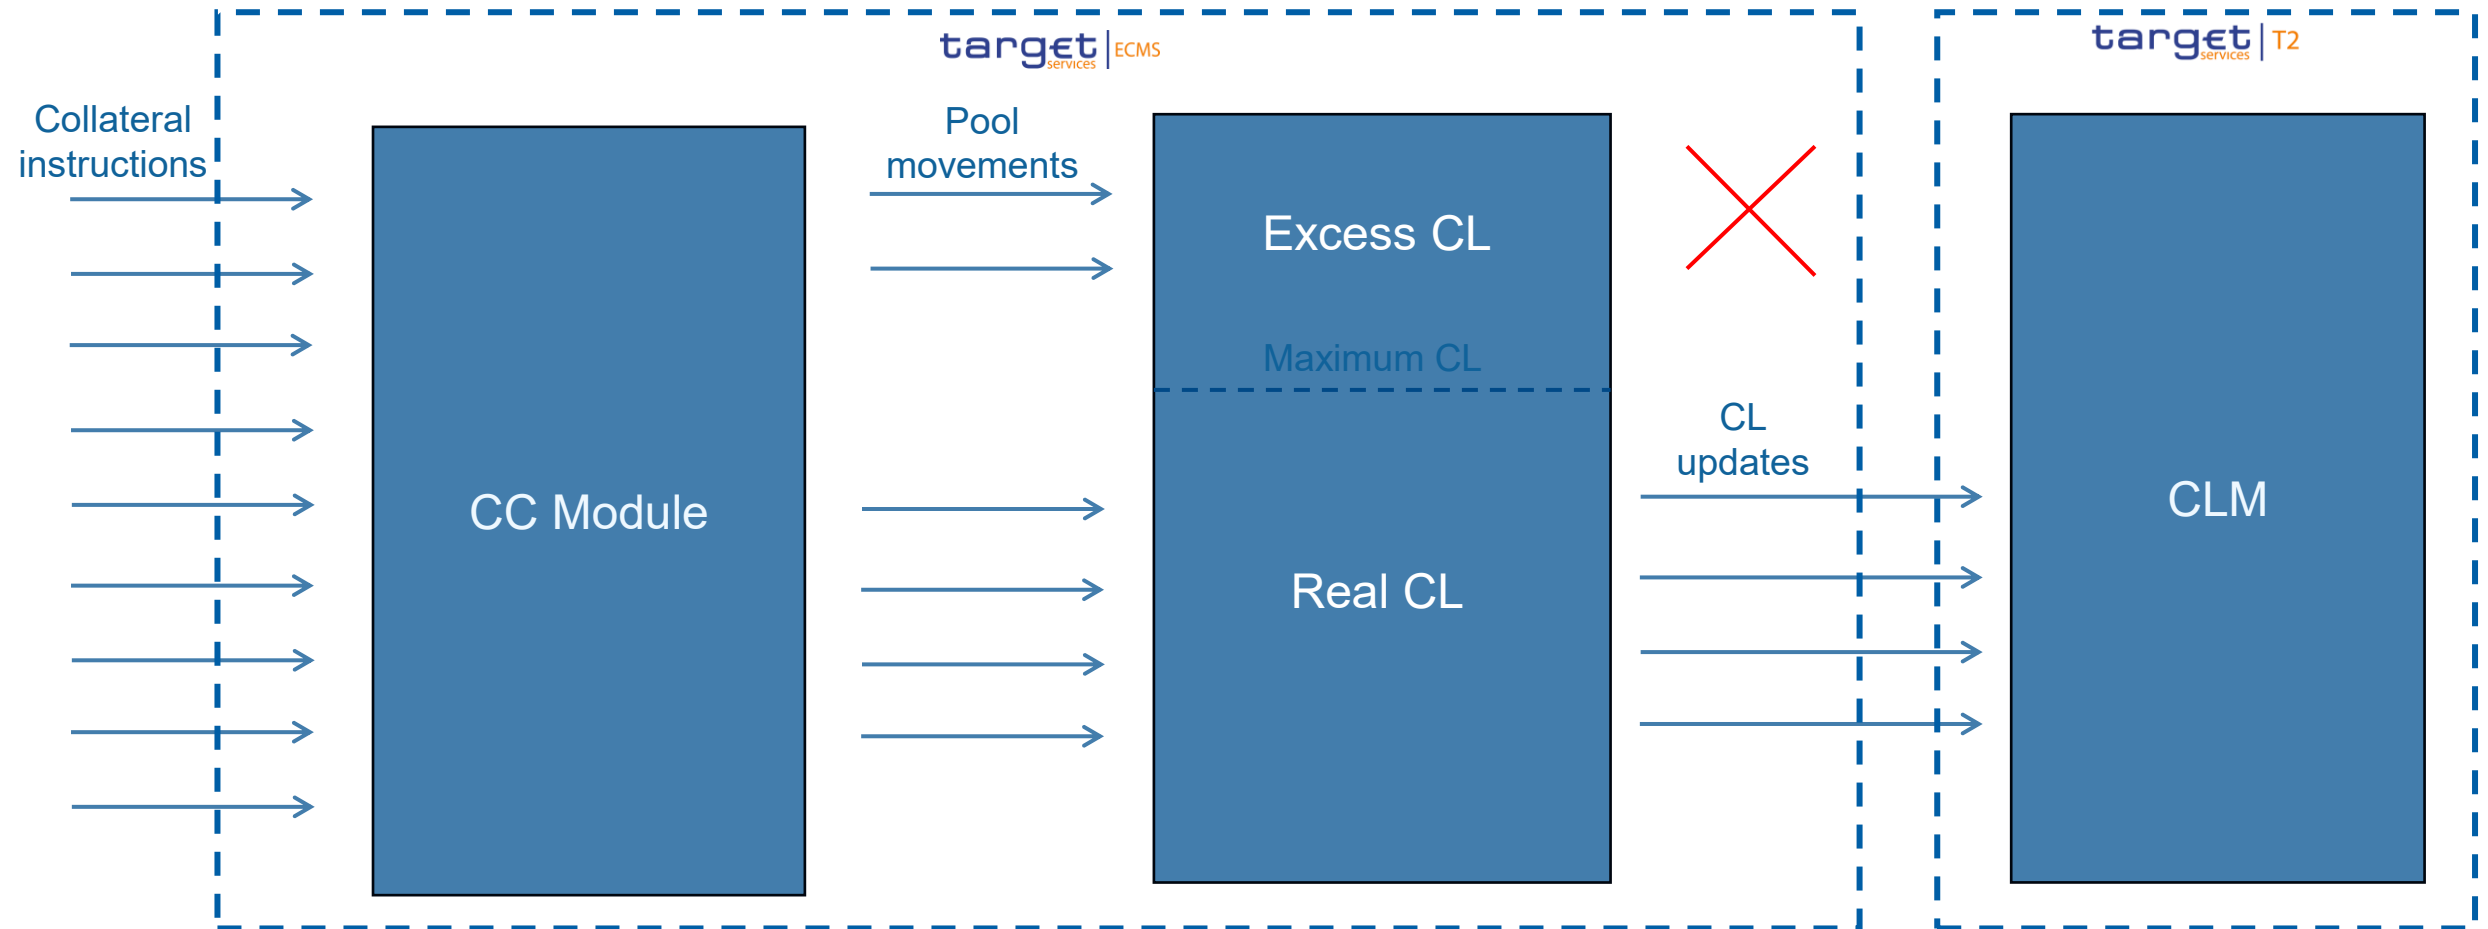 target services | ECMS
target services | T2
Collateral
instructions
Pool
movements
Excess CL
Maximum CL
CL
updates
CC Module
Real CL
CLM